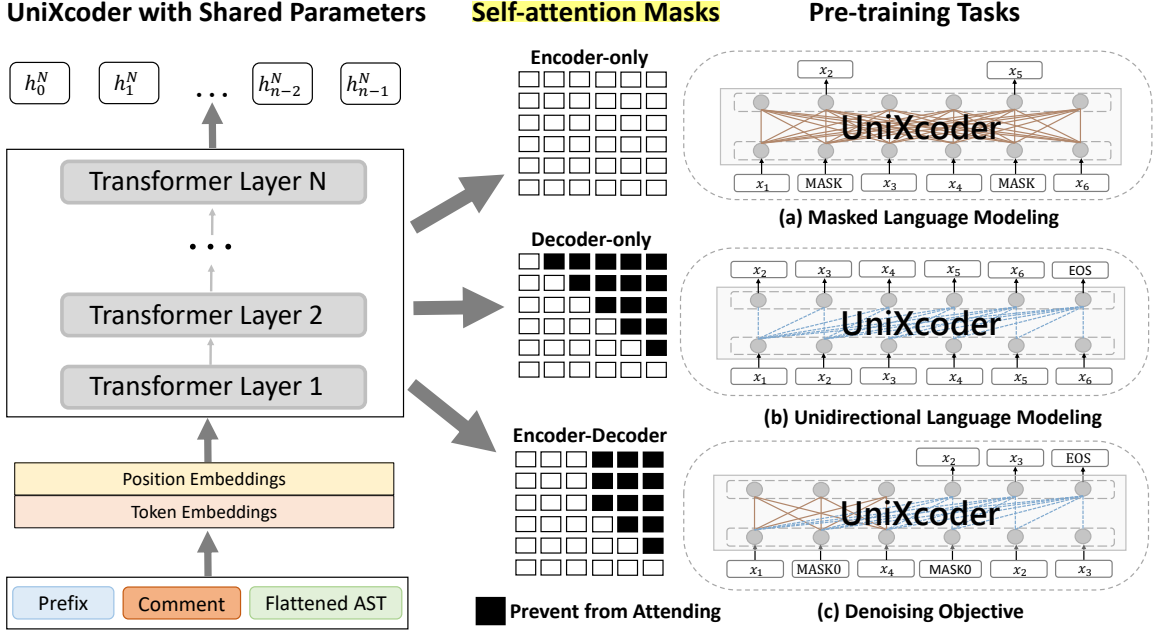 UniXcoder with Shared Parameters
h_0^N
h_1^N
...
h_{n-2}^N
h_{n-1}^N
Transformer Layer N
...
Transformer Layer 2
Transformer Layer 1
Position Embeddings
Token Embeddings
Prefix
Comment
Flattened AST
Self-attention Masks
Encoder-only
Decoder-only
Encoder-Decoder
Prevent from Attending
Pre-training Tasks
x_2 x_5
UniXcoder
x_1 MASK x_3 x_4 MASK x_6
(a) Masked Language Modeling
x_2 x_3 x_4 x_5 x_6 EOS
UniXcoder
x_1 x_2 x_3 x_4 x_5 x_6
(b) Unidirectional Language Modeling
x_2 x_3 EOS
UniXcoder
x_1 MASK0 x_4 MASK0 x_2 x_3
(c) Denoising Objective